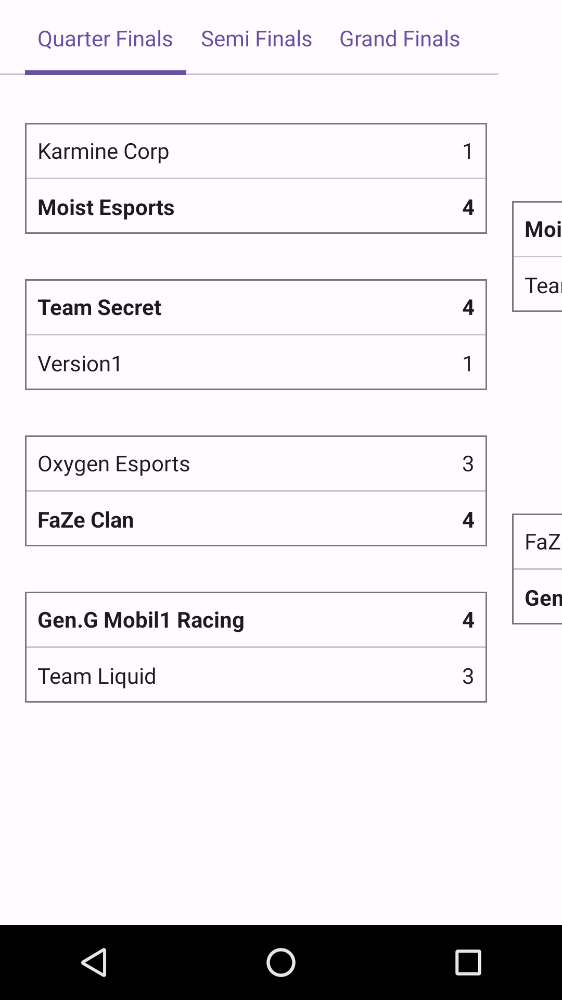 Quarter Finals Semi Finals Grand Finals
Karmine Corp 1
Moist Esports 4
Team Secret 4
Version1 1
Oxygen Esports 3
FaZe Clan 4
Gen.G Mobil1 Racing 4
Team Liquid 3
Moi
Tea
FaZ
Gen